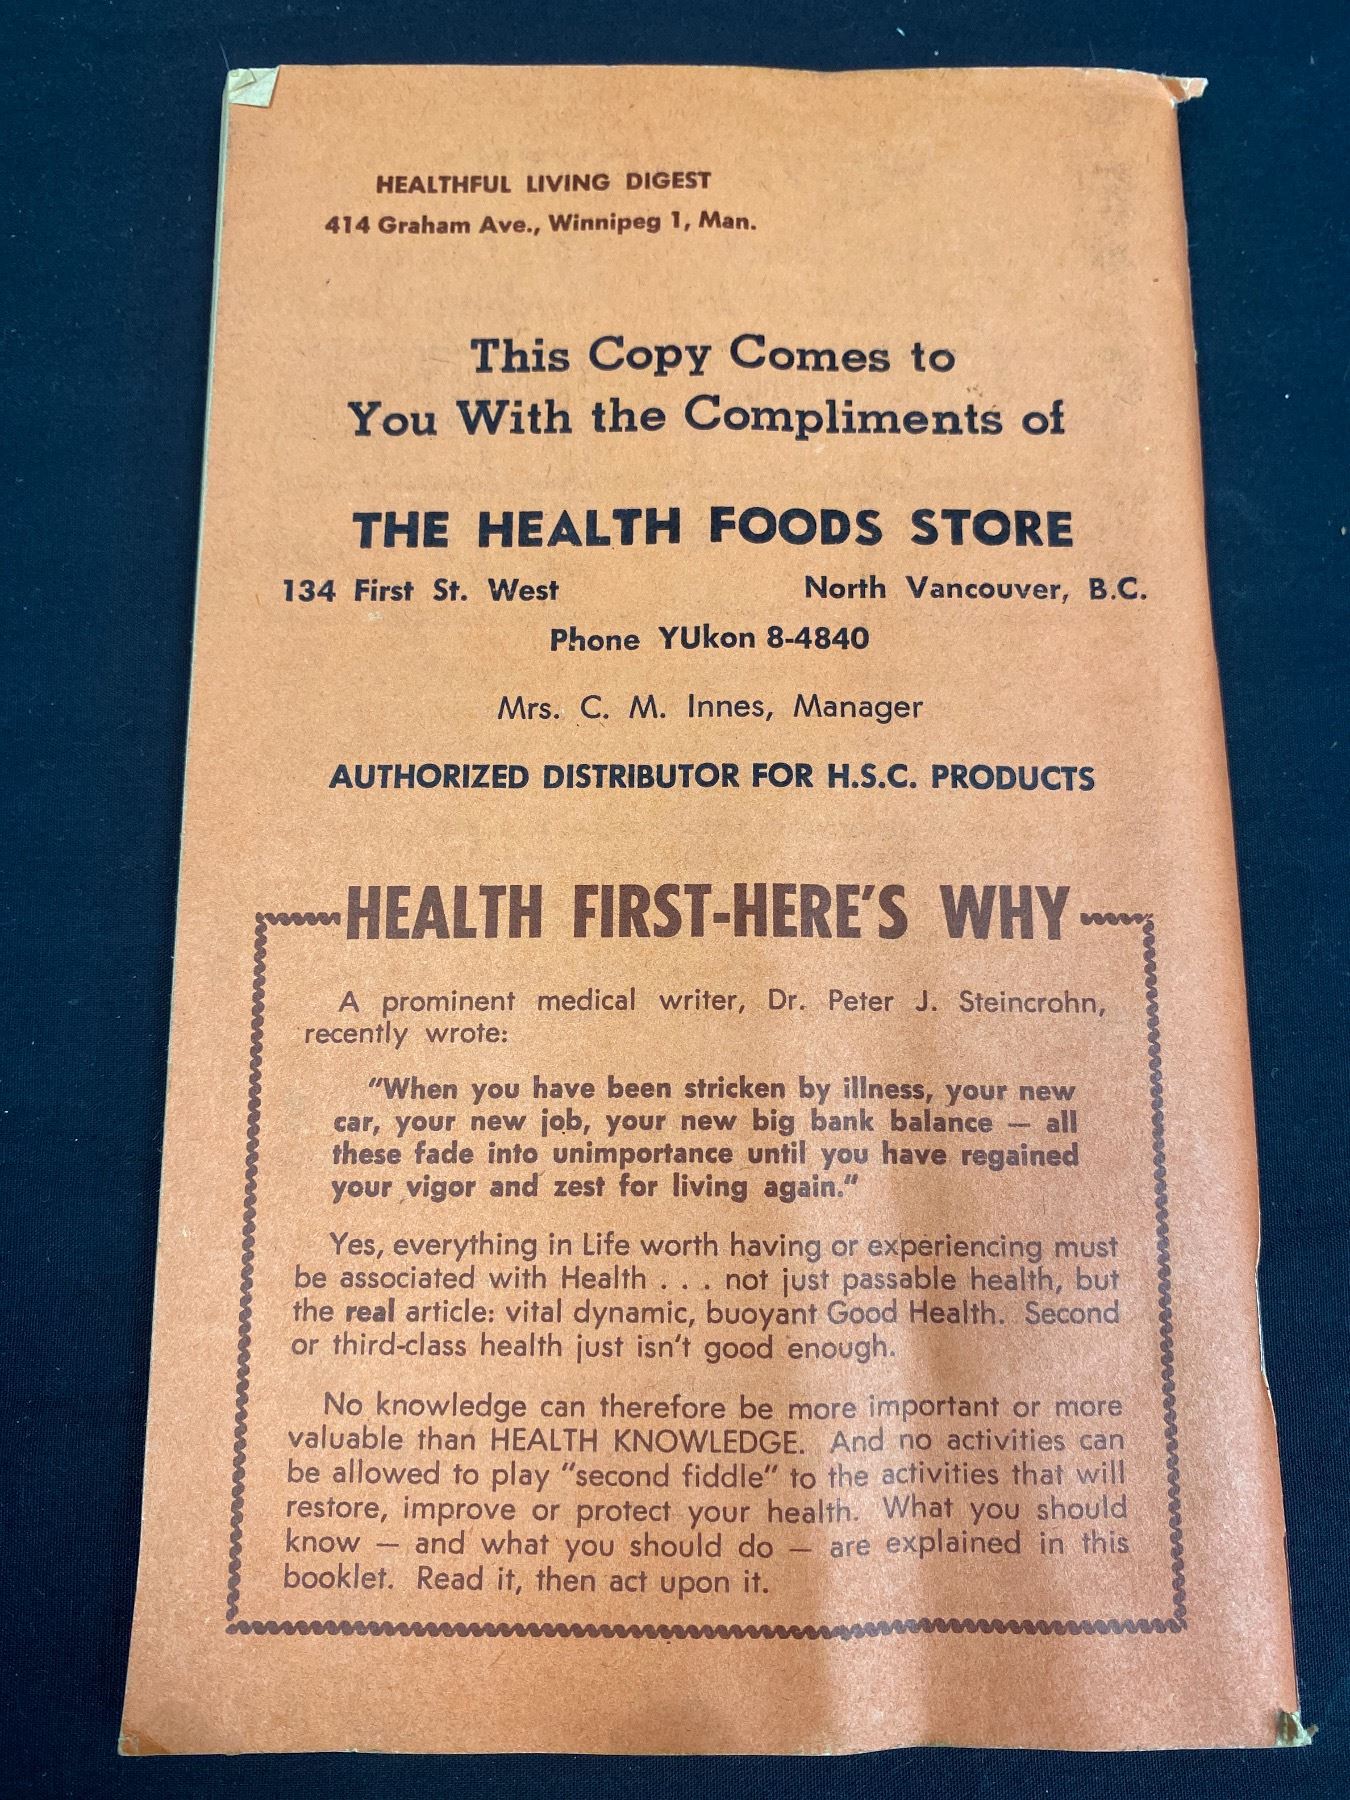 HEALTHFUL LIVING DIGEST
414 Graham Ave., Winnipeg 1, Man.
This Copy Comes to
You With the Compliments of
THE HEALTH FOODS STORE
134 First St. West North Vancouver, B.C.
Phone YUkon 8-4840
Mrs. C. M. Innes, Manager
AUTHORIZED DISTRIBUTOR FOR H.S.C. PRODUCTS
HEALTH FIRST-HERE'S WHY
A prominent medical writer, Dr. Peter J. Steincrohn,
recently wrote:
"When you have been stricken by illness, your new
car, your new job, your new big bank balance — all
these fade into unimportance until you have regained
your vigor and zest for living again."
Yes, everything in Life worth having or experiencing must
be associated with Health . . . not just passable health, but
the real article: vital dynamic, buoyant Good Health. Second
or third-class health just isn't good enough.
No knowledge can therefore be more important or more
valuable than HEALTH KNOWLEDGE. And no activities can
be allowed to play "second fiddle" to the activities that will
restore, improve or protect your health. What you should
know — and what you should do — are explained in this
booklet. Read it, then act upon it.